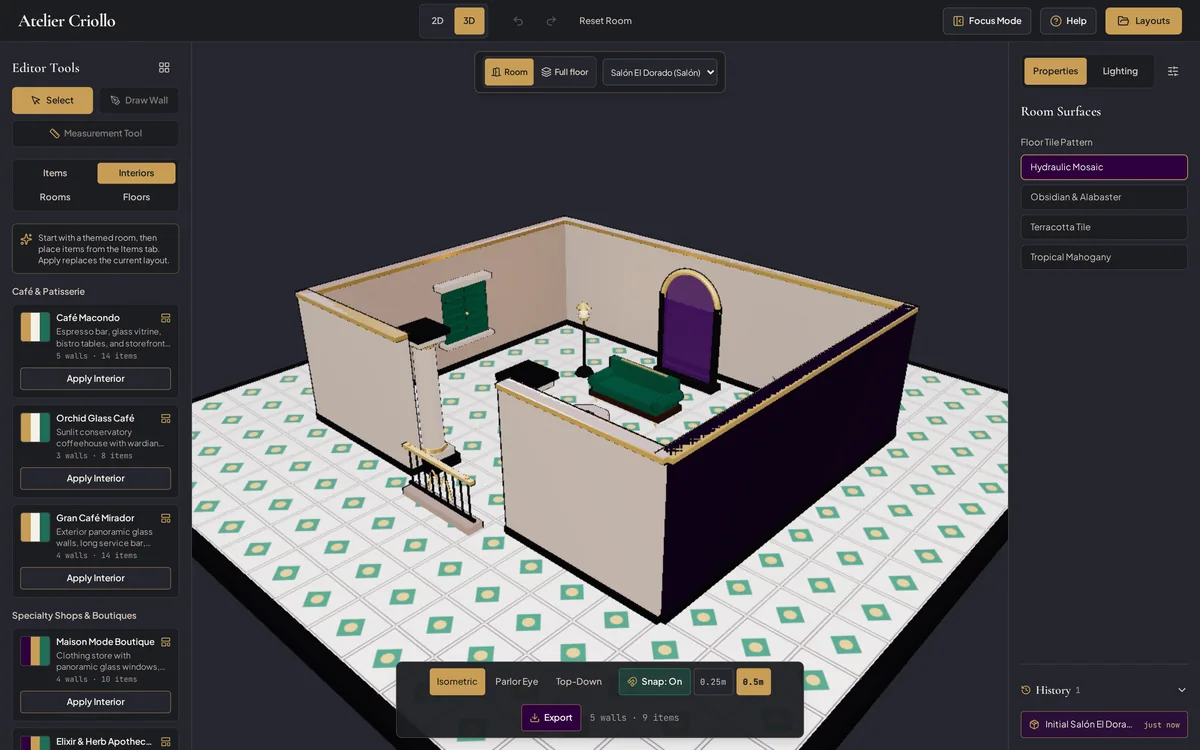 Atelier Criollo
2D
3D
Reset Room
Focus Mode
Help
Layouts
Editor Tools
Select
Draw Wall
Measurement Tool
Items
Interiors
Rooms
Floors
Start with a themed room, then
place items from the Items tab.
Apply replaces the current layout.
Café & Patisserie
Café Macondo
Espresso bar, glass vitrine,
bistro tables, and storefront...
5 walls · 14 items
Apply Interior
Orchid Glass Café
Sunlit conservatory
coffeehouse with wardian...
3 walls · 8 items
Apply Interior
Gran Café Mirador
Exterior panoramic glass
walls, long service bar,...
4 walls · 14 items
Apply Interior
Specialty Shops & Boutiques
Maison Mode Boutique
Clothing store with
panoramic glass windows,...
4 walls · 10 items
Apply Interior
Elixir & Herb Apothec...
Room
Full floor
Salón El Dorado (Salón)
Isometric
Parlor Eye
Top-Down
Snap: On
0.25m
0.5m
Export
5 walls · 9 items
Properties
Lighting
Room Surfaces
Floor Tile Pattern
Hydraulic Mosaic
Obsidian & Alabaster
Terracotta Tile
Tropical Mahogany
History 1
Initial Salón El Dora...
just now